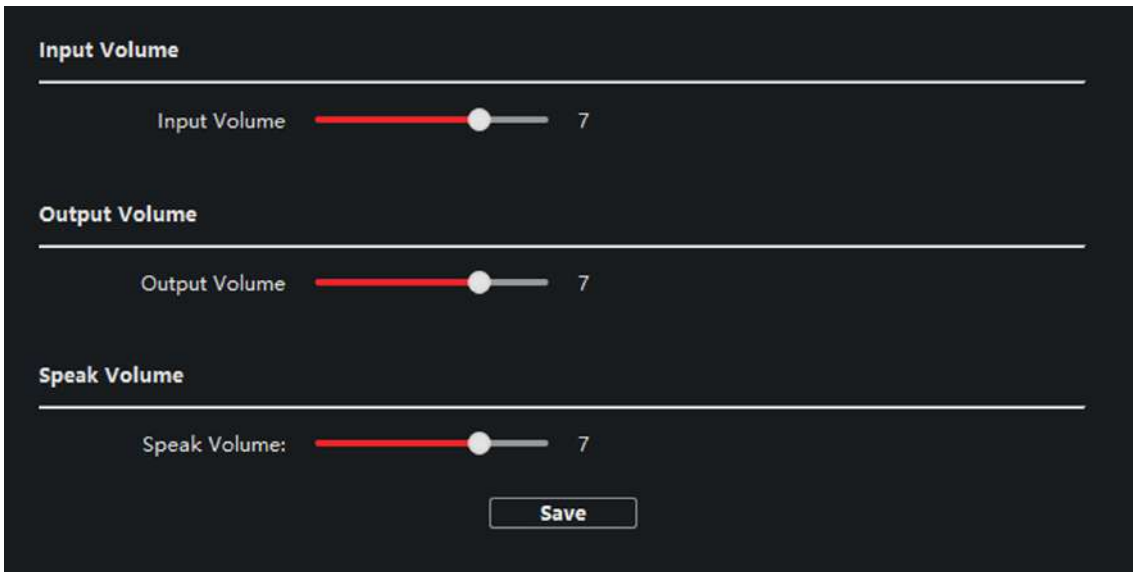 Input Volume
Input Volume 7
Output Volume
Output Volume 7
Speak Volume
Speak Volume: 7
Save